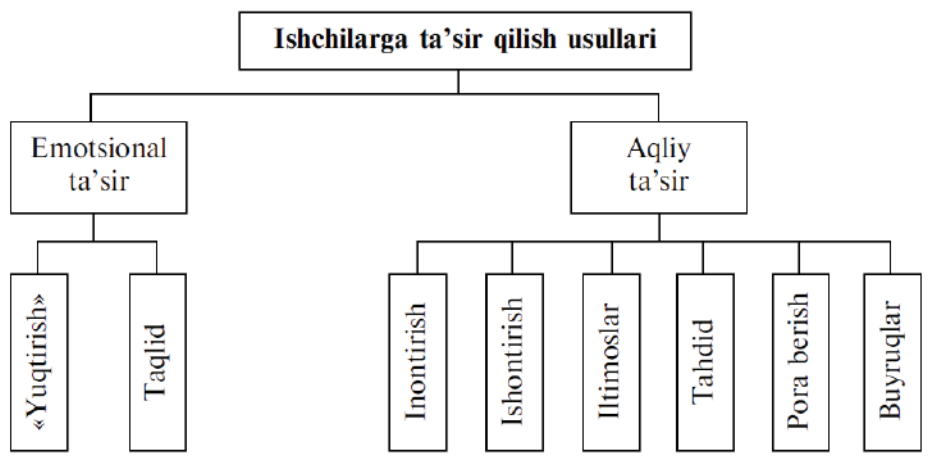 Ishchilarga ta’sir qilish usullari
Emotsional
ta’sir
Aqliy
ta’sir
«Yuqtirish»
Taqlid
Inontirish
Ishontirish
Iltimoslar
Tahdid
Pora berish
Buyruqlar